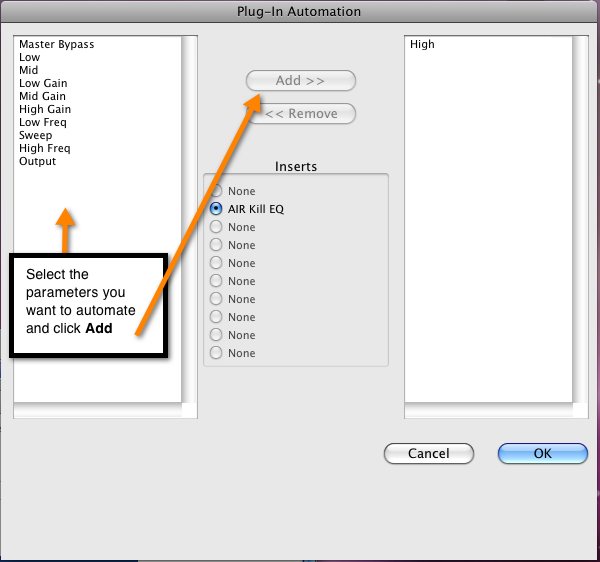 Plug-In Automation
Master Bypass
Low
Mid
Low Gain
Mid Gain
High Gain
Low Freq
Sweep
High Freq
Output
Add >>
<< Remove
High
Inserts
None
AIR Kill EQ
None
None
None
None
None
None
None
None
Select the
parameters you
want to automate
and click Add
Cancel
OK